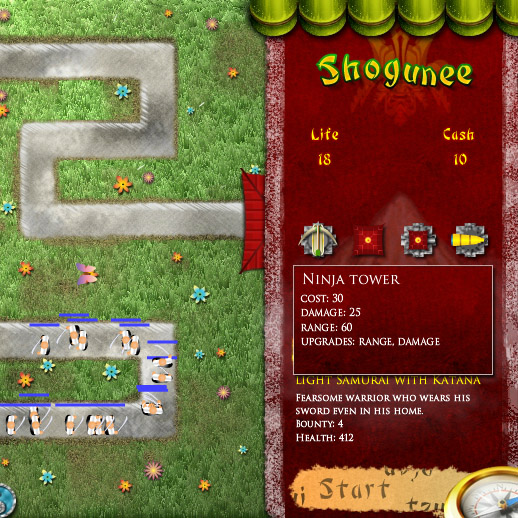 Shogunee
Life Cash
18 10
Ninja tower
cost: 30
damage: 25
range: 60
upgrades: range, damage
Light Samurai with Katana
Fearsome warrior who wears his
sword even in his home.
Bounty: 4
Health: 412
Start